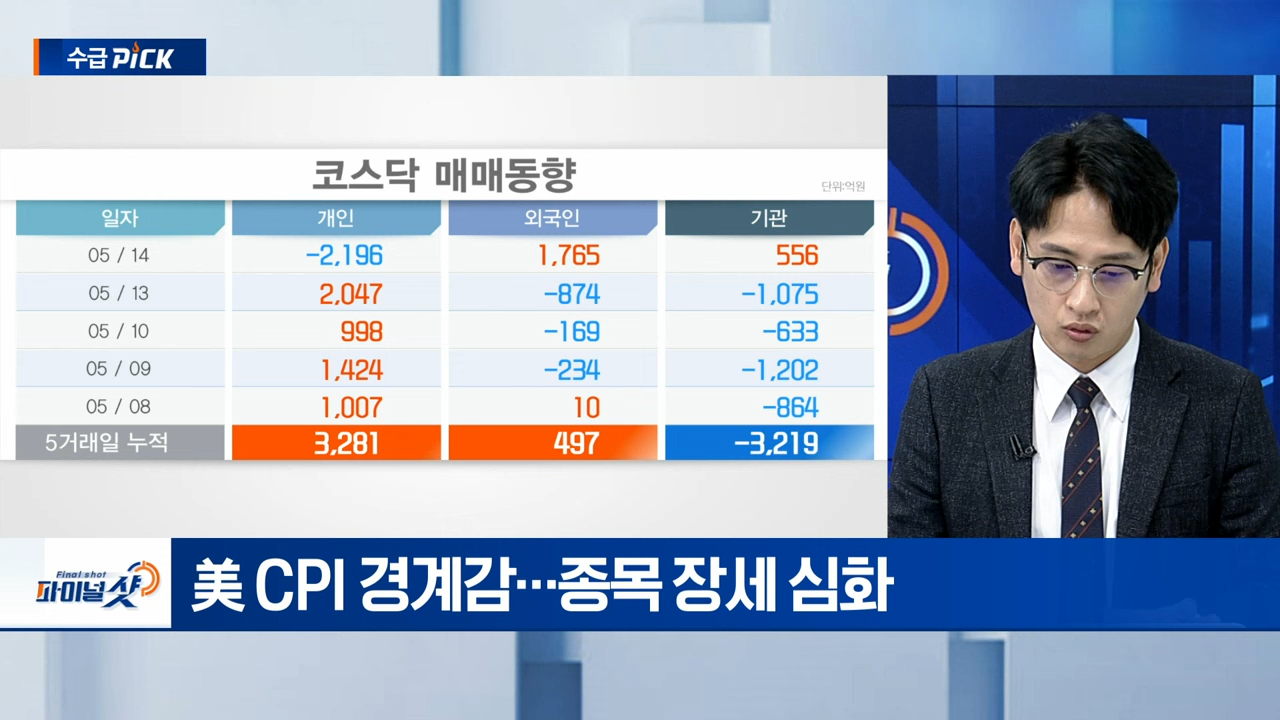 수급 PiCK
코스닥 매매동향
단위:억원
일자 개인 외국인 기관
05 / 14 -2,196 1,765 556
05 / 13 2,047 -874 -1,075
05 / 10 998 -169 -633
05 / 09 1,424 -234 -1,202
05 / 08 1,007 10 -864
5거래일 누적 3,281 497 -3,219
Final shot
파이널샷
美 CPI 경계감…종목 장세 심화